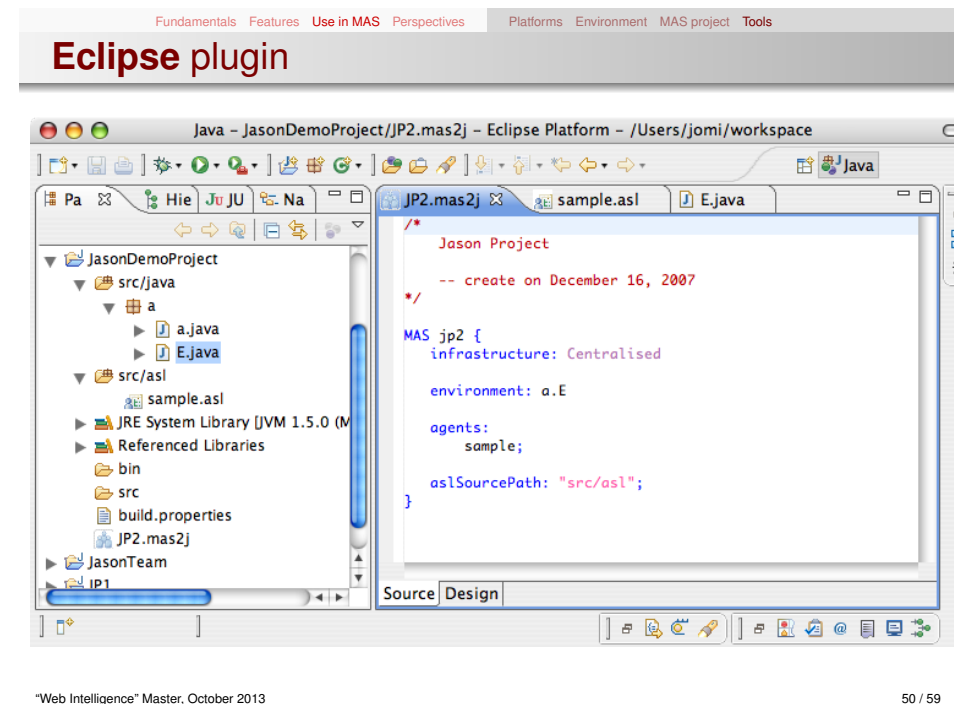 Fundamentals Features Use in MAS Perspectives Platforms Environment MAS project Tools
Eclipse plugin
Java – JasonDemoProject/JP2.mas2j – Eclipse Platform – /Users/jomi/workspace
Java
Pa Hie JU Na
JP2.mas2j sample.asl E.java
JasonDemoProject
src/java
a
a.java
E.java
src/asl
sample.asl
JRE System Library [JVM 1.5.0 (M
Referenced Libraries
bin
src
build.properties
JP2.mas2j
JasonTeam
JP1
/*
Jason Project
-- create on December 16, 2007
*/
MAS jp2 {
infrastructure: Centralised
environment: a.E
agents:
sample;
aslSourcePath: "src/asl";
}
Source Design
“Web Intelligence” Master, October 2013 50 / 59